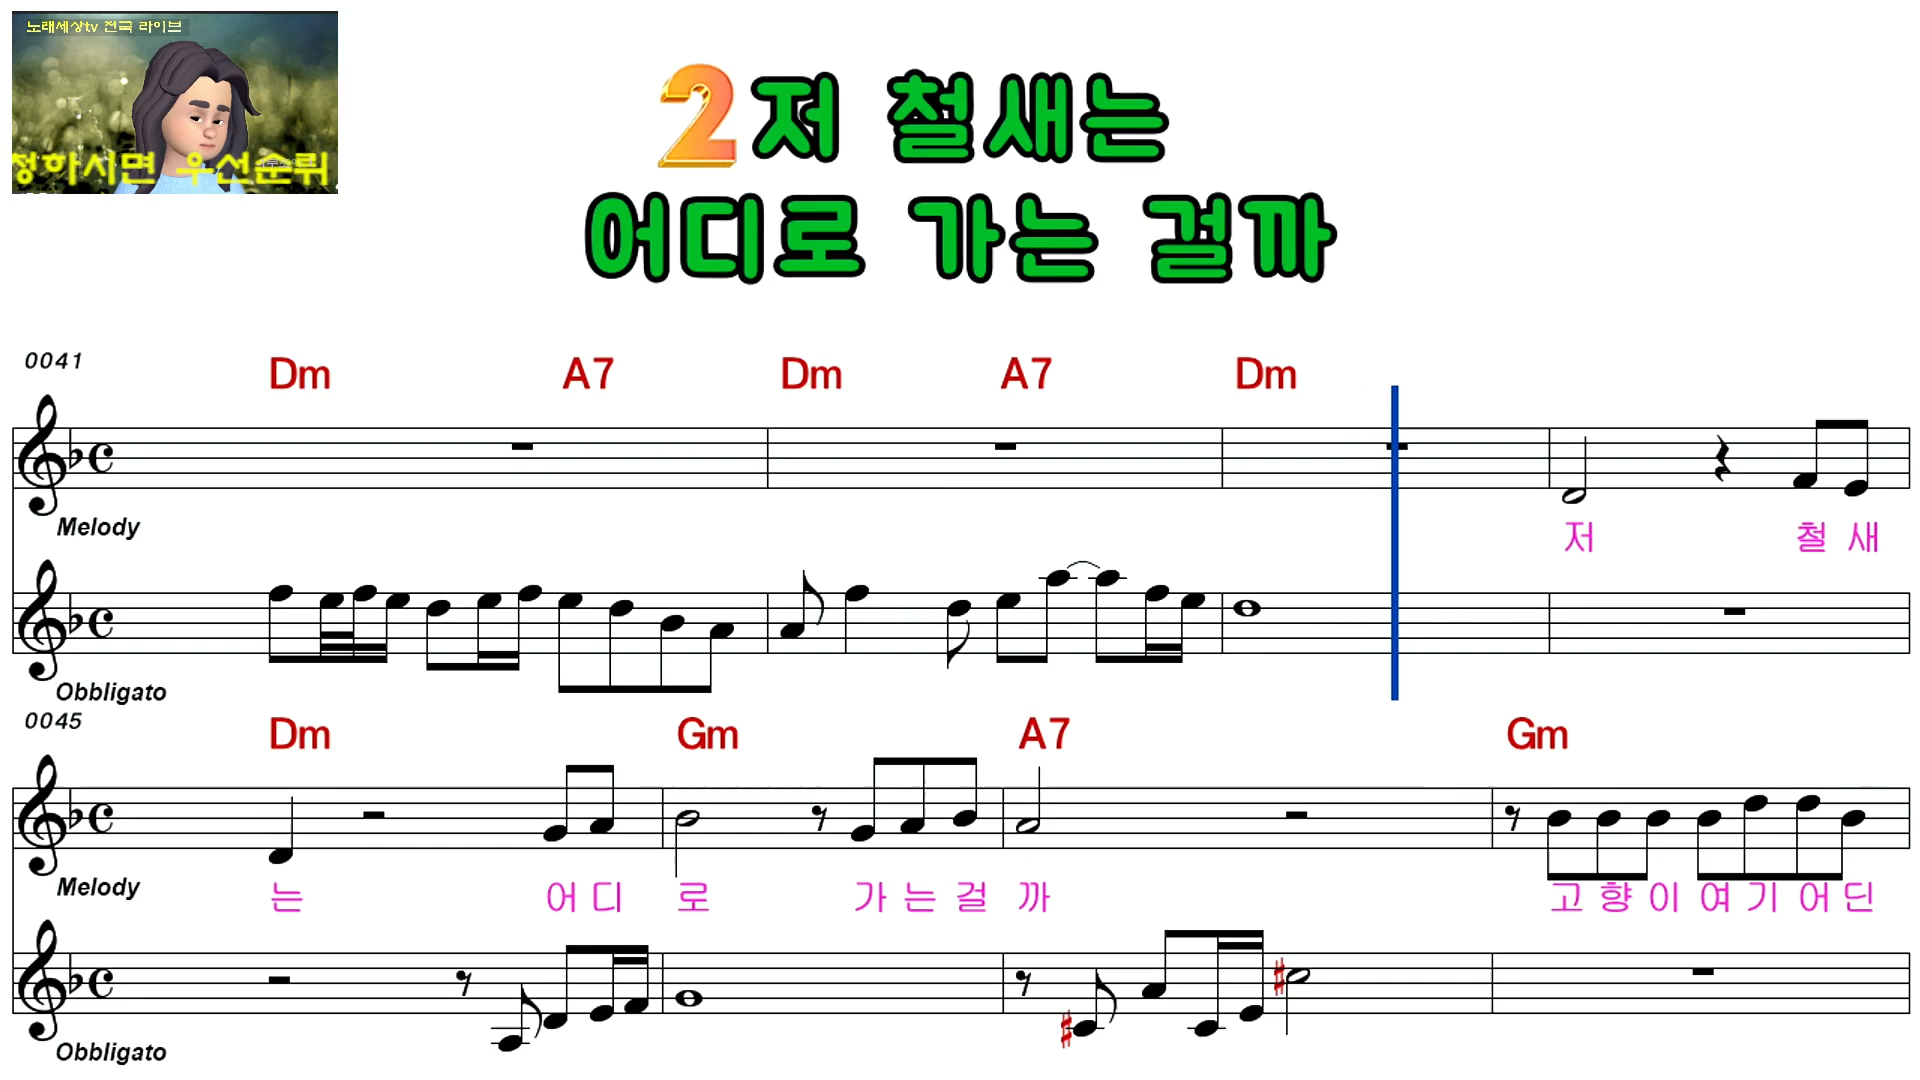 노래세상tv 전국 라이브
청하시면 우선순위
2 저 철새는
어디로 가는 걸까
0041
Dm A7 Dm A7 Dm
Melody
저 철 새
Obbligato
0045
Dm Gm A7 Gm
Melody
는 어 디 로 가 는 걸 까 고 향 이 여 기 어 딘
Obbligato